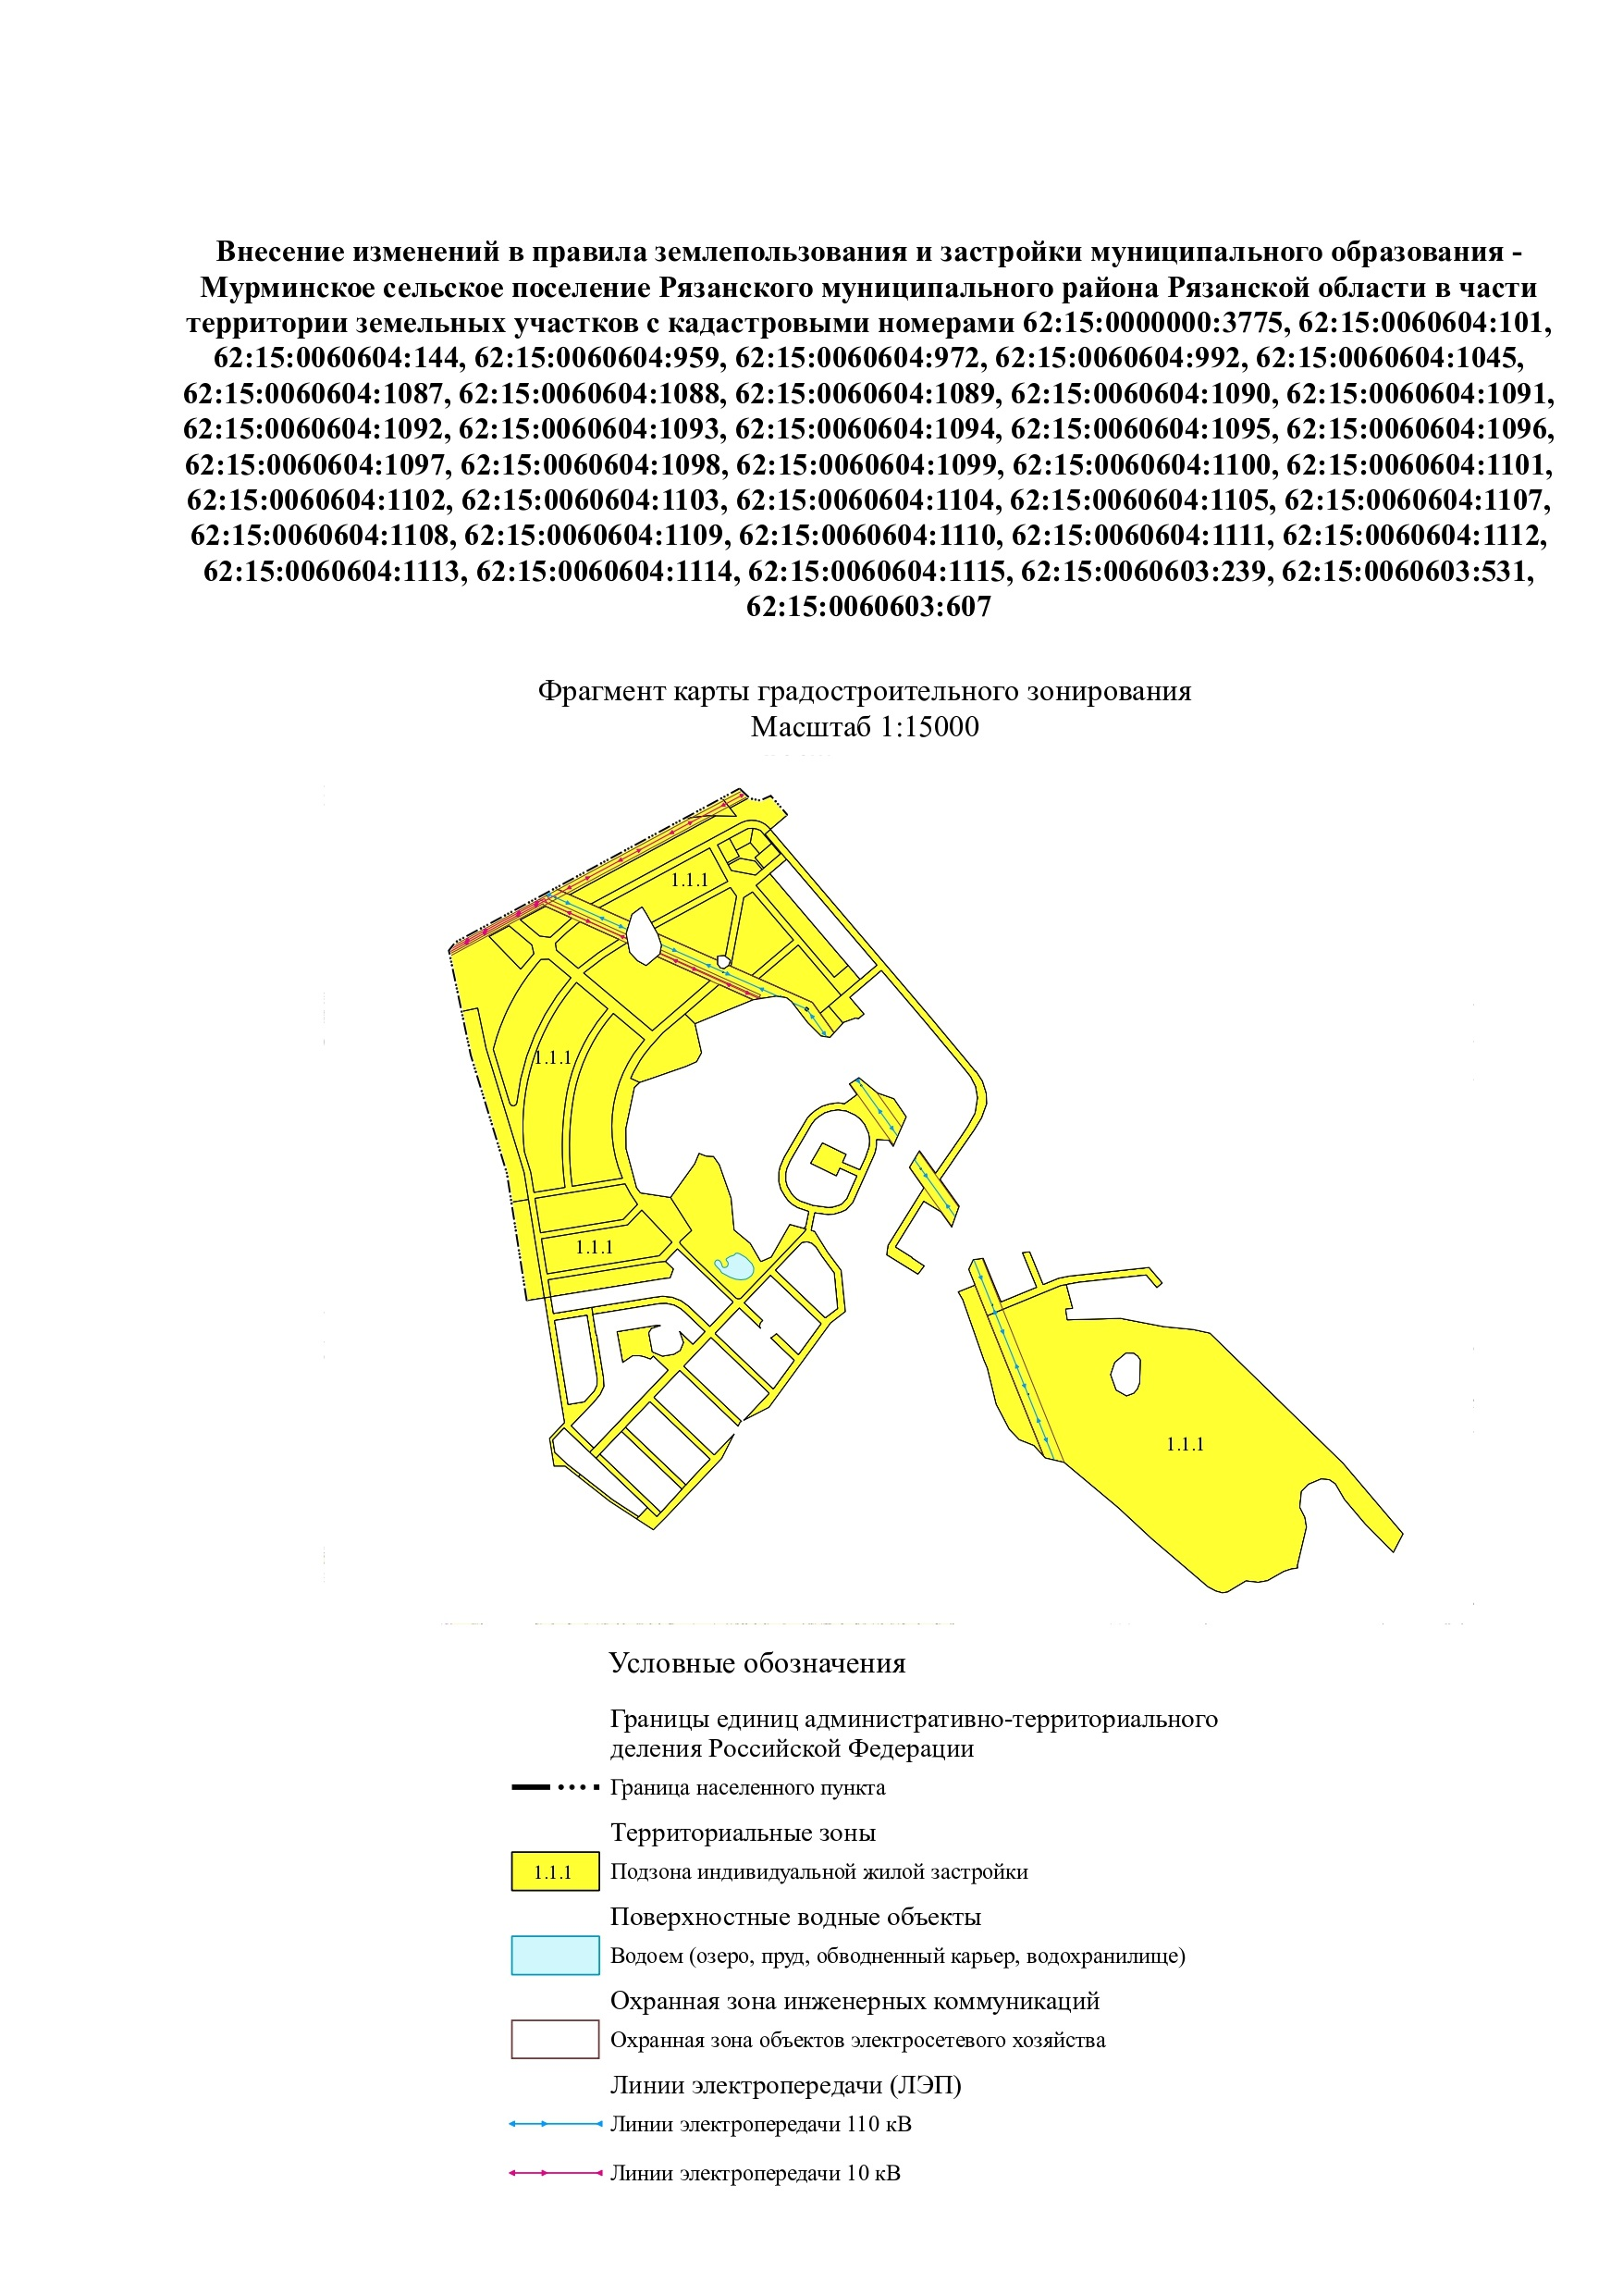 Внесение изменений в правила землепользования и застройки муниципального образования -
Мурминское сельское поселение Рязанского муниципального района Рязанской области в части
территории земельных участков с кадастровыми номерами 62:15:0000000:3775, 62:15:0060604:101,
62:15:0060604:144, 62:15:0060604:959, 62:15:0060604:972, 62:15:0060604:992, 62:15:0060604:1045,
62:15:0060604:1087, 62:15:0060604:1088, 62:15:0060604:1089, 62:15:0060604:1090, 62:15:0060604:1091,
62:15:0060604:1092, 62:15:0060604:1093, 62:15:0060604:1094, 62:15:0060604:1095, 62:15:0060604:1096,
62:15:0060604:1097, 62:15:0060604:1098, 62:15:0060604:1099, 62:15:0060604:1100, 62:15:0060604:1101,
62:15:0060604:1102, 62:15:0060604:1103, 62:15:0060604:1104, 62:15:0060604:1105, 62:15:0060604:1107,
62:15:0060604:1108, 62:15:0060604:1109, 62:15:0060604:1110, 62:15:0060604:1111, 62:15:0060604:1112,
62:15:0060604:1113, 62:15:0060604:1114, 62:15:0060604:1115, 62:15:0060603:239, 62:15:0060603:531,
62:15:0060603:607
Фрагмент карты градостроительного зонирования
Масштаб 1:15000
1.1.1
1.1.1
1.1.1
1.1.1
Условные обозначения
Границы единиц административно-территориального
деления Российской Федерации
Граница населенного пункта
Территориальные зоны
1.1.1 Подзона индивидуальной жилой застройки
Поверхностные водные объекты
Водоем (озеро, пруд, обводненный карьер, водохранилище)
Охранная зона инженерных коммуникаций
Охранная зона объектов электросетевого хозяйства
Линии электропередачи (ЛЭП)
Линии электропередачи 110 кВ
Линии электропередачи 10 кВ